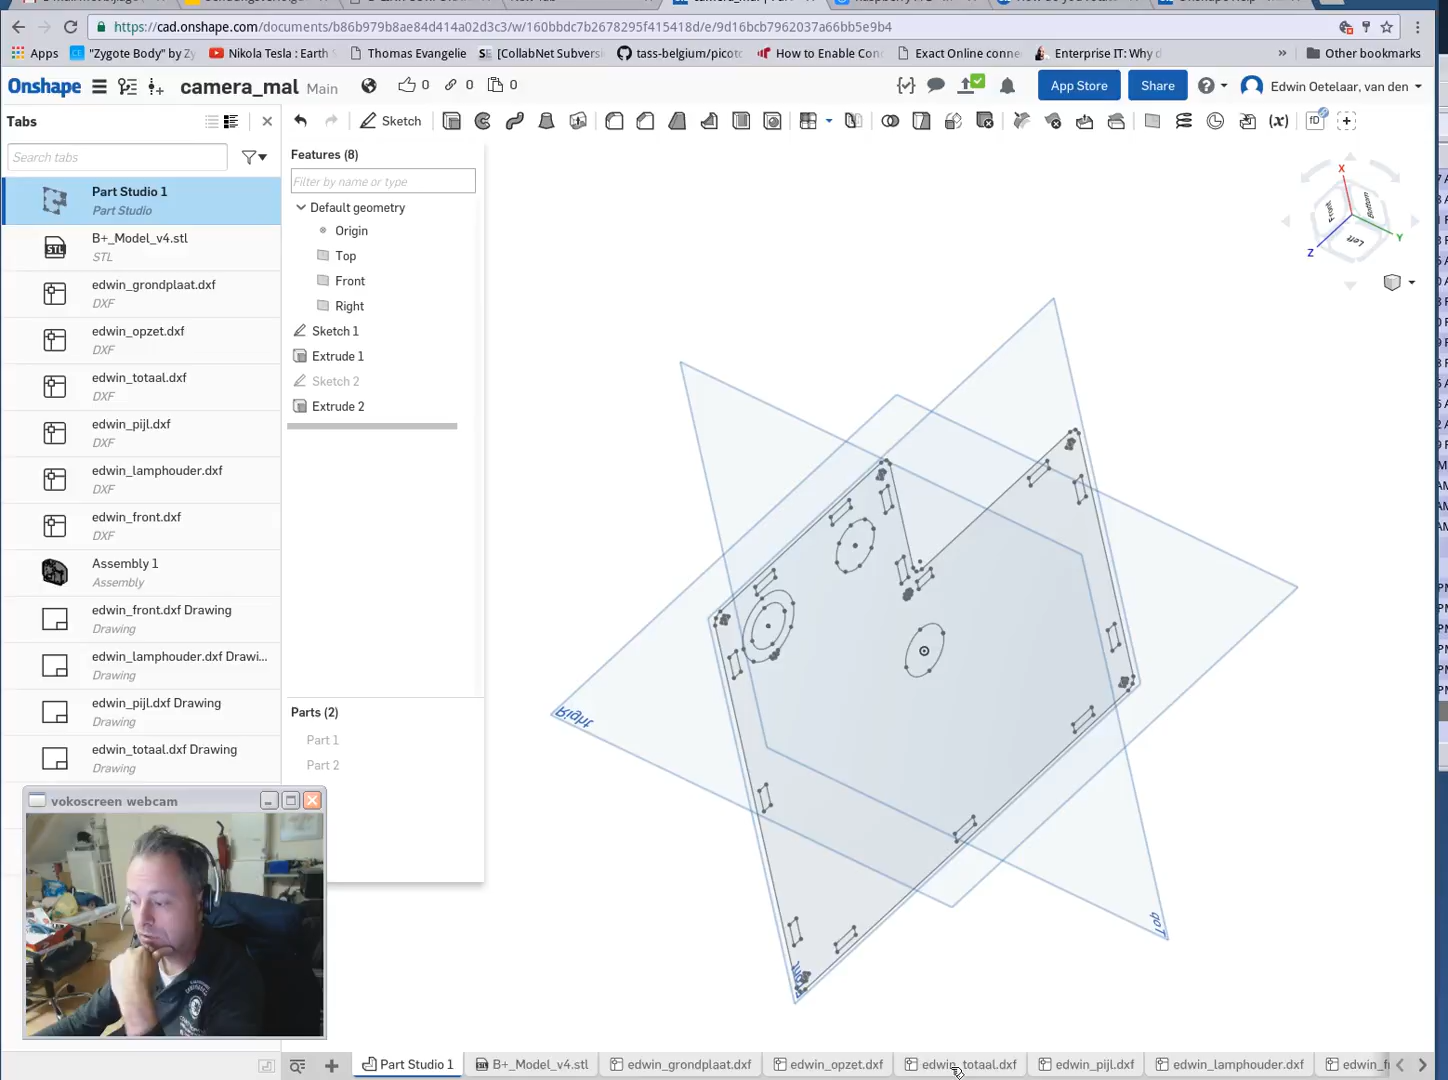 https://cad.onshape.com/documents/b86b979b8ae84d414a02d3c3/w/160bbdc7b2678295f415418d/e/9d16bcb7962037a66bb5e9b4
Apps "Zygote Body" by Zy Nikola Tesla : Earth Thomas Evangelie [CollabNet Subvers tass-belgium/picotc How to Enable Con Exact Online conne Enterprise IT: Why d » Other bookmarks
Onshape camera_mal Main 0 0 0 App Store Share Edwin Oetelaar, van den
Tabs
Sketch
(x)
Search tabs
Features (8)
Filter by name or type
Default geometry
Origin
Top
Front
Right
Sketch 1
Extrude 1
Sketch 2
Extrude 2
Parts (2)
Part 1
Part 2
Part Studio 1
Part Studio
B+_Model_v4.stl
STL
edwin_grondplaat.dxf
DXF
edwin_opzet.dxf
DXF
edwin_totaal.dxf
DXF
edwin_pijl.dxf
DXF
edwin_lamphouder.dxf
DXF
edwin_front.dxf
DXF
Assembly 1
Assembly
edwin_front.dxf Drawing
Drawing
edwin_lamphouder.dxf Drawi...
Drawing
edwin_pijl.dxf Drawing
Drawing
edwin_totaal.dxf Drawing
Drawing
vokoscreen webcam
X
Front
Bottom
Left
Y
Z
Right
Top
Part Studio 1 B+_Model_v4.stl edwin_grondplaat.dxf edwin_opzet.dxf edwin_totaal.dxf edwin_pijl.dxf edwin_lamphouder.dxf